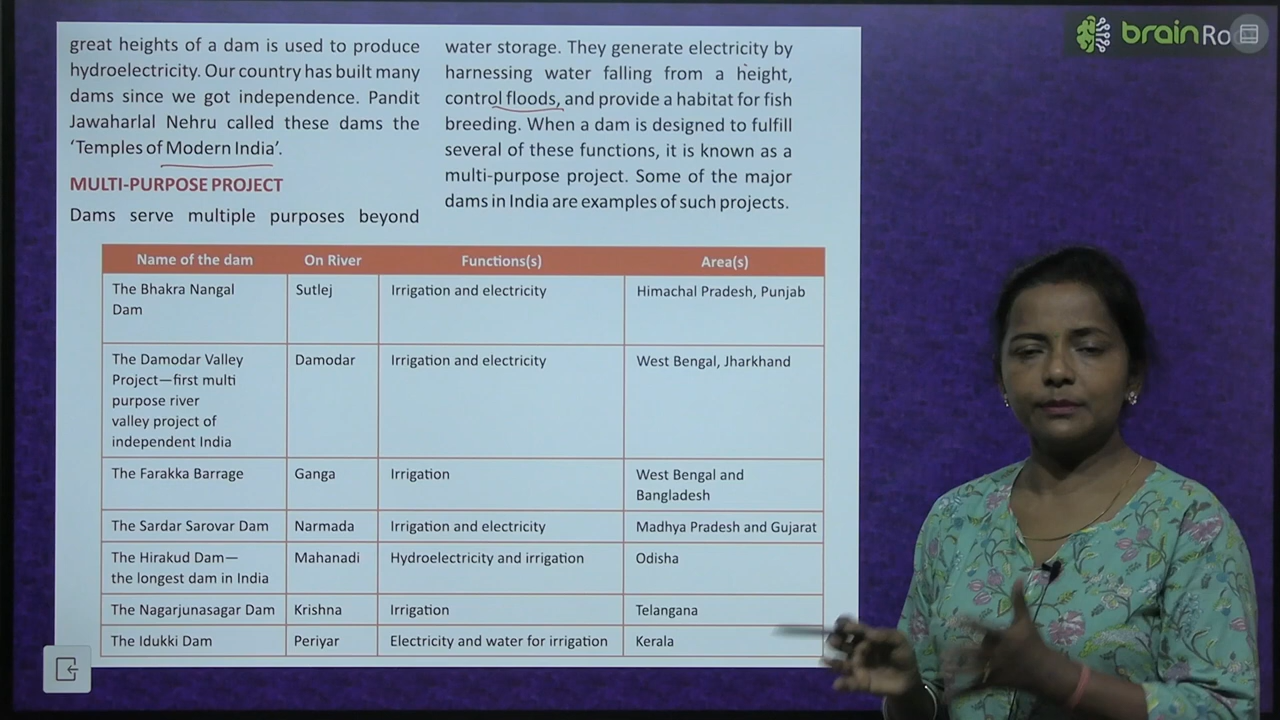 great heights of a dam is used to produce
hydroelectricity. Our country has built many
dams since we got independence. Pandit
Jawaharlal Nehru called these dams the
‘Temples of Modern India’.
MULTI-PURPOSE PROJECT
Dams serve multiple purposes beyond
water storage. They generate electricity by
harnessing water falling from a height,
control floods, and provide a habitat for fish
breeding. When a dam is designed to fulfill
several of these functions, it is known as a
multi-purpose project. Some of the major
dams in India are examples of such projects.
Name of the dam On River Functions(s) Area(s)
The Bhakra Nangal Sutlej Irrigation and electricity Himachal Pradesh, Punjab
Dam
The Damodar Valley Damodar Irrigation and electricity West Bengal, Jharkhand
Project—first multi
purpose river
valley project of
independent India
The Farakka Barrage Ganga Irrigation West Bengal and
Bangladesh
The Sardar Sarovar Dam Narmada Irrigation and electricity Madhya Pradesh and Gujarat
The Hirakud Dam— Mahanadi Hydroelectricity and irrigation Odisha
the longest dam in India
The Nagarjunasagar Dam Krishna Irrigation Telangana
The Idukki Dam Periyar Electricity and water for irrigation Kerala